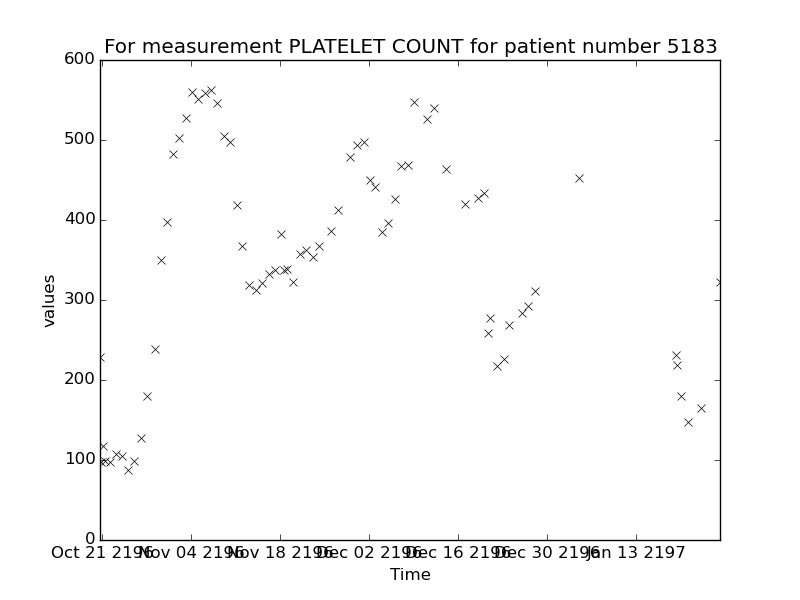 For measurement PLATELET COUNT for patient number 5183
600
500
400
300
200
100
0
values
Oct 21 2196 Nov 04 2196 Nov 18 2196 Dec 02 2196 Dec 16 2196 Dec 30 2196 Jan 13 2197
Time